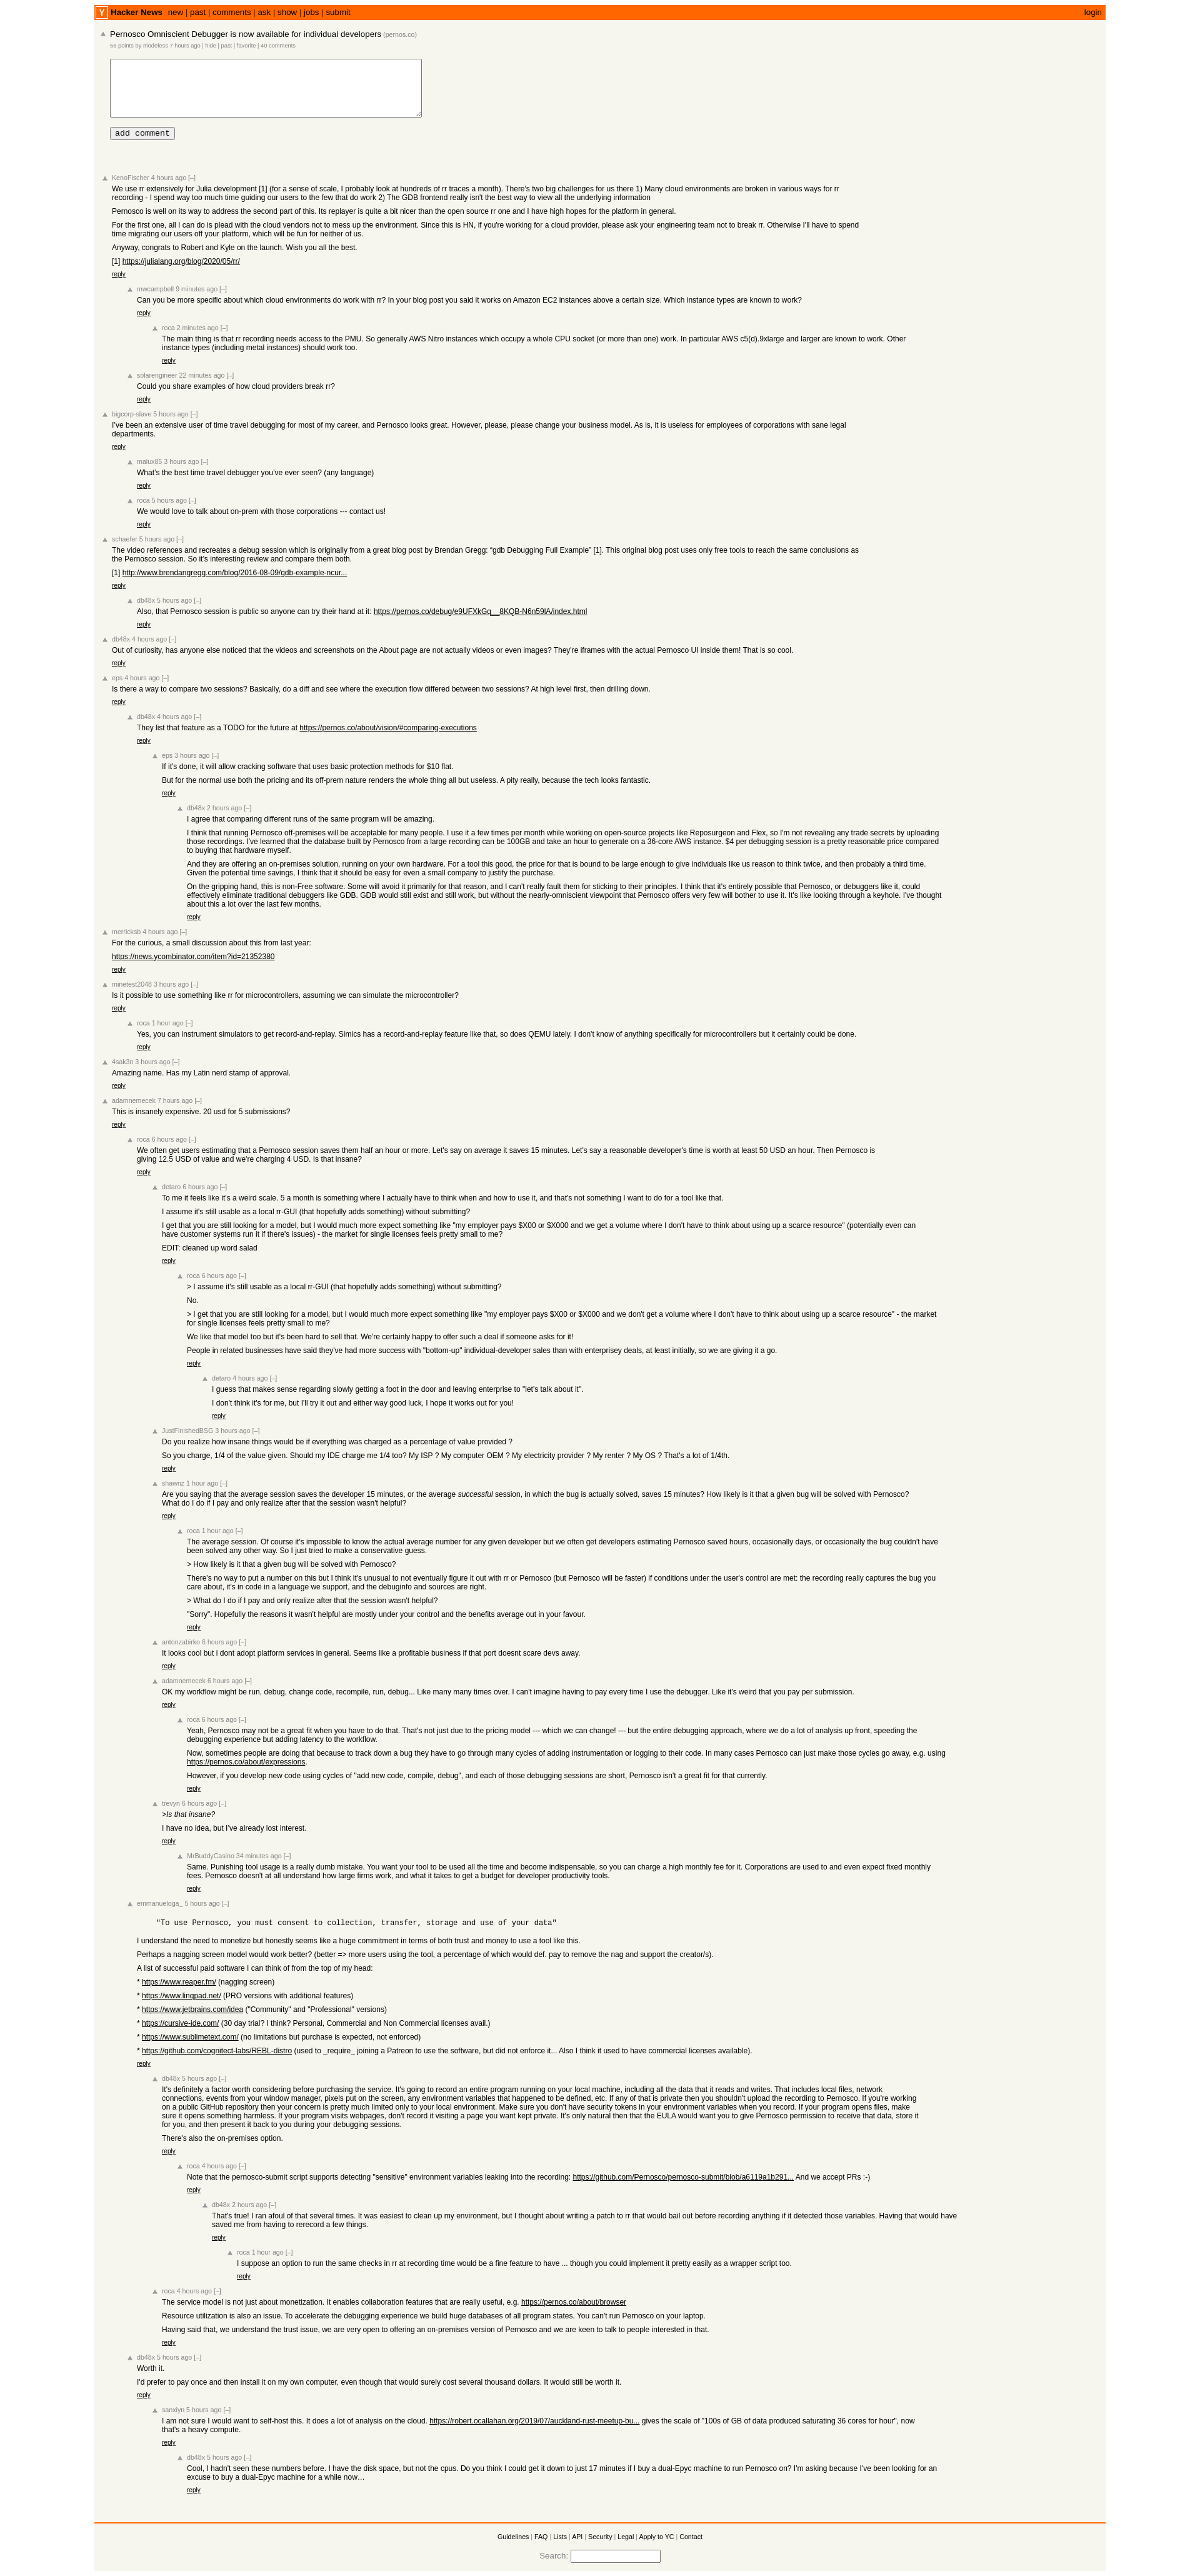 Y Hacker News new | past | comments | ask | show | jobs | submit login
Pernosco Omniscient Debugger is now available for individual developers (pernos.co)
56 points by modeless 7 hours ago | hide | past | favorite | 40 comments
add comment
KenoFischer 4 hours ago [–]
We use rr extensively for Julia development [1] (for a sense of scale, I probably look at hundreds of rr traces a month). There's two big challenges for us there 1) Many cloud environments are broken in various ways for rr
recording - I spend way too much time guiding our users to the few that do work 2) The GDB frontend really isn't the best way to view all the underlying information
Pernosco is well on its way to address the second part of this. Its replayer is quite a bit nicer than the open source rr one and I have high hopes for the platform in general.
For the first one, all I can do is plead with the cloud vendors not to mess up the environment. Since this is HN, if you're working for a cloud provider, please ask your engineering team not to break rr. Otherwise I'll have to spend
time migrating our users off your platform, which will be fun for neither of us.
Anyway, congrats to Robert and Kyle on the launch. Wish you all the best.
[1] https://julialang.org/blog/2020/05/rr/
reply
mwcampbell 9 minutes ago [–]
Can you be more specific about which cloud environments do work with rr? In your blog post you said it works on Amazon EC2 instances above a certain size. Which instance types are known to work?
reply
roca 2 minutes ago [–]
The main thing is that rr recording needs access to the PMU. So generally AWS Nitro instances which occupy a whole CPU socket (or more than one) work. In particular AWS c5(d).9xlarge and larger are known to work. Other
instance types (including metal instances) should work too.
reply
solarengineer 22 minutes ago [–]
Could you share examples of how cloud providers break rr?
reply
bigcorp-slave 5 hours ago [–]
I've been an extensive user of time travel debugging for most of my career, and Pernosco looks great. However, please, please change your business model. As is, it is useless for employees of corporations with sane legal
departments.
reply
malux85 3 hours ago [–]
What's the best time travel debugger you've ever seen? (any language)
reply
roca 5 hours ago [–]
We would love to talk about on-prem with those corporations --- contact us!
reply
schaefer 5 hours ago [–]
The video references and recreates a debug session which is originally from a great blog post by Brendan Gregg: “gdb Debugging Full Example” [1]. This original blog post uses only free tools to reach the same conclusions as
the Pernosco session. So it's interesting review and compare them both.
[1] http://www.brendangregg.com/blog/2016-08-09/gdb-example-ncur...
reply
db48x 5 hours ago [–]
Also, that Pernosco session is public so anyone can try their hand at it: https://pernos.co/debug/e9UFXkGq__8KQB-N6n59lA/index.html
reply
db48x 4 hours ago [–]
Out of curiosity, has anyone else noticed that the videos and screenshots on the About page are not actually videos or even images? They're iframes with the actual Pernosco UI inside them! That is so cool.
reply
eps 4 hours ago [–]
Is there a way to compare two sessions? Basically, do a diff and see where the execution flow differed between two sessions? At high level first, then drilling down.
reply
db48x 4 hours ago [–]
They list that feature as a TODO for the future at https://pernos.co/about/vision/#comparing-executions
reply
eps 3 hours ago [–]
If it's done, it will allow cracking software that uses basic protection methods for $10 flat.
But for the normal use both the pricing and its off-prem nature renders the whole thing all but useless. A pity really, because the tech looks fantastic.
reply
db48x 2 hours ago [–]
I agree that comparing different runs of the same program will be amazing.
I think that running Pernosco off-premises will be acceptable for many people. I use it a few times per month while working on open-source projects like Reposurgeon and Flex, so I'm not revealing any trade secrets by uploading
those recordings. I've learned that the database built by Pernosco from a large recording can be 100GB and take an hour to generate on a 36-core AWS instance. $4 per debugging session is a pretty reasonable price compared
to buying that hardware myself.
And they are offering an on-premises solution, running on your own hardware. For a tool this good, the price for that is bound to be large enough to give individuals like us reason to think twice, and then probably a third time.
Given the potential time savings, I think that it should be easy for even a small company to justify the purchase.
On the gripping hand, this is non-Free software. Some will avoid it primarily for that reason, and I can't really fault them for sticking to their principles. I think that it's entirely possible that Pernosco, or debuggers like it, could
effectively eliminate traditional debuggers like GDB. GDB would still exist and still work, but without the nearly-omniscient viewpoint that Pernosco offers very few will bother to use it. It's like looking through a keyhole. I've thought
about this a lot over the last few months.
reply
merricksb 4 hours ago [–]
For the curious, a small discussion about this from last year:
https://news.ycombinator.com/item?id=21352380
reply
minetest2048 3 hours ago [–]
Is it possible to use something like rr for microcontrollers, assuming we can simulate the microcontroller?
reply
roca 1 hour ago [–]
Yes, you can instrument simulators to get record-and-replay. Simics has a record-and-replay feature like that, so does QEMU lately. I don't know of anything specifically for microcontrollers but it certainly could be done.
reply
4sak3n 3 hours ago [–]
Amazing name. Has my Latin nerd stamp of approval.
reply
adamnemecek 7 hours ago [–]
This is insanely expensive. 20 usd for 5 submissions?
reply
roca 6 hours ago [–]
We often get users estimating that a Pernosco session saves them half an hour or more. Let's say on average it saves 15 minutes. Let's say a reasonable developer's time is worth at least 50 USD an hour. Then Pernosco is
giving 12.5 USD of value and we're charging 4 USD. Is that insane?
reply
detaro 6 hours ago [–]
To me it feels like it's a weird scale. 5 a month is something where I actually have to think when and how to use it, and that's not something I want to do for a tool like that.
I assume it's still usable as a local rr-GUI (that hopefully adds something) without submitting?
I get that you are still looking for a model, but I would much more expect something like "my employer pays $X00 or $X000 and we get a volume where I don't have to think about using up a scarce resource" (potentially even can
have customer systems run it if there's issues) - the market for single licenses feels pretty small to me?
EDIT: cleaned up word salad
reply
roca 6 hours ago [–]
> I assume it's still usable as a local rr-GUI (that hopefully adds something) without submitting?
No.
> I get that you are still looking for a model, but I would much more expect something like "my employer pays $X00 or $X000 and we don't get a volume where I don't have to think about using up a scarce resource" - the market
for single licenses feels pretty small to me?
We like that model too but it's been hard to sell that. We're certainly happy to offer such a deal if someone asks for it!
People in related businesses have said they've had more success with "bottom-up" individual-developer sales than with enterprisey deals, at least initially, so we are giving it a go.
reply
detaro 4 hours ago [–]
I guess that makes sense regarding slowly getting a foot in the door and leaving enterprise to "let's talk about it".
I don't think it's for me, but I'll try it out and either way good luck, I hope it works out for you!
reply
JustFinishedBSG 3 hours ago [–]
Do you realize how insane things would be if everything was charged as a percentage of value provided ?
So you charge, 1/4 of the value given. Should my IDE charge me 1/4 too? My ISP ? My computer OEM ? My electricity provider ? My renter ? My OS ? That's a lot of 1/4th.
reply
shawnz 1 hour ago [–]
Are you saying that the average session saves the developer 15 minutes, or the average successful session, in which the bug is actually solved, saves 15 minutes? How likely is it that a given bug will be solved with Pernosco?
What do I do if I pay and only realize after that the session wasn't helpful?
reply
roca 1 hour ago [–]
The average session. Of course it's impossible to know the actual average number for any given developer but we often get developers estimating Pernosco saved hours, occasionally days, or occasionally the bug couldn't have
been solved any other way. So I just tried to make a conservative guess.
> How likely is it that a given bug will be solved with Pernosco?
There's no way to put a number on this but I think it's unusual to not eventually figure it out with rr or Pernosco (but Pernosco will be faster) if conditions under the user's control are met: the recording really captures the bug you
care about, it's in code in a language we support, and the debuginfo and sources are right.
> What do I do if I pay and only realize after that the session wasn't helpful?
"Sorry". Hopefully the reasons it wasn't helpful are mostly under your control and the benefits average out in your favour.
reply
antonzabirko 6 hours ago [–]
It looks cool but i dont adopt platform services in general. Seems like a profitable business if that port doesnt scare devs away.
reply
adamnemecek 6 hours ago [–]
OK my workflow might be run, debug, change code, recompile, run, debug... Like many many times over. I can't imagine having to pay every time I use the debugger. Like it's weird that you pay per submission.
reply
roca 6 hours ago [–]
Yeah, Pernosco may not be a great fit when you have to do that. That's not just due to the pricing model --- which we can change! --- but the entire debugging approach, where we do a lot of analysis up front, speeding the
debugging experience but adding latency to the workflow.
Now, sometimes people are doing that because to track down a bug they have to go through many cycles of adding instrumentation or logging to their code. In many cases Pernosco can just make those cycles go away, e.g. using
https://pernos.co/about/expressions.
However, if you develop new code using cycles of "add new code, compile, debug", and each of those debugging sessions are short, Pernosco isn't a great fit for that currently.
reply
trevyn 6 hours ago [–]
>Is that insane?
I have no idea, but I've already lost interest.
reply
MrBuddyCasino 34 minutes ago [–]
Same. Punishing tool usage is a really dumb mistake. You want your tool to be used all the time and become indispensable, so you can charge a high monthly fee for it. Corporations are used to and even expect fixed monthly
fees. Pernosco doesn't at all understand how large firms work, and what it takes to get a budget for developer productivity tools.
reply
emmanueloga_ 5 hours ago [–]
"To use Pernosco, you must consent to collection, transfer, storage and use of your data"
I understand the need to monetize but honestly seems like a huge commitment in terms of both trust and money to use a tool like this.
Perhaps a nagging screen model would work better? (better => more users using the tool, a percentage of which would def. pay to remove the nag and support the creator/s).
A list of successful paid software I can think of from the top of my head:
* https://www.reaper.fm/ (nagging screen)
* https://www.linqpad.net/ (PRO versions with additional features)
* https://www.jetbrains.com/idea ("Community" and "Professional" versions)
* https://cursive-ide.com/ (30 day trial? I think? Personal, Commercial and Non Commercial licenses avail.)
* https://www.sublimetext.com/ (no limitations but purchase is expected, not enforced)
* https://github.com/cognitect-labs/REBL-distro (used to _require_ joining a Patreon to use the software, but did not enforce it... Also I think it used to have commercial licenses available).
reply
db48x 5 hours ago [–]
It's definitely a factor worth considering before purchasing the service. It's going to record an entire program running on your local machine, including all the data that it reads and writes. That includes local files, network
connections, events from your window manager, pixels put on the screen, any environment variables that happened to be defined, etc. If any of that is private then you shouldn't upload the recording to Pernosco. If you're working
on a public GitHub repository then your concern is pretty much limited only to your local environment. Make sure you don't have security tokens in your environment variables when you record. If your program opens files, make
sure it opens something harmless. If your program visits webpages, don't record it visiting a page you want kept private. It's only natural then that the EULA would want you to give Pernosco permission to receive that data, store it
for you, and then present it back to you during your debugging sessions.
There's also the on-premises option.
reply
roca 4 hours ago [–]
Note that the pernosco-submit script supports detecting "sensitive" environment variables leaking into the recording: https://github.com/Pernosco/pernosco-submit/blob/a6119a1b291... And we accept PRs :-)
reply
db48x 2 hours ago [–]
That's true! I ran afoul of that several times. It was easiest to clean up my environment, but I thought about writing a patch to rr that would bail out before recording anything if it detected those variables. Having that would have
saved me from having to rerecord a few things.
reply
roca 1 hour ago [–]
I suppose an option to run the same checks in rr at recording time would be a fine feature to have ... though you could implement it pretty easily as a wrapper script too.
reply
roca 4 hours ago [–]
The service model is not just about monetization. It enables collaboration features that are really useful, e.g. https://pernos.co/about/browser
Resource utilization is also an issue. To accelerate the debugging experience we build huge databases of all program states. You can't run Pernosco on your laptop.
Having said that, we understand the trust issue, we are very open to offering an on-premises version of Pernosco and we are keen to talk to people interested in that.
reply
db48x 5 hours ago [–]
Worth it.
I'd prefer to pay once and then install it on my own computer, even though that would surely cost several thousand dollars. It would still be worth it.
reply
sanxiyn 5 hours ago [–]
I am not sure I would want to self-host this. It does a lot of analysis on the cloud. https://robert.ocallahan.org/2019/07/auckland-rust-meetup-bu... gives the scale of "100s of GB of data produced saturating 36 cores for hour", now
that's a heavy compute.
reply
db48x 5 hours ago [–]
Cool, I hadn't seen these numbers before. I have the disk space, but not the cpus. Do you think I could get it down to just 17 minutes if I buy a dual-Epyc machine to run Pernosco on? I'm asking because I've been looking for an
excuse to buy a dual-Epyc machine for a while now…
reply
Guidelines | FAQ | Lists | API | Security | Legal | Apply to YC | Contact
Search: